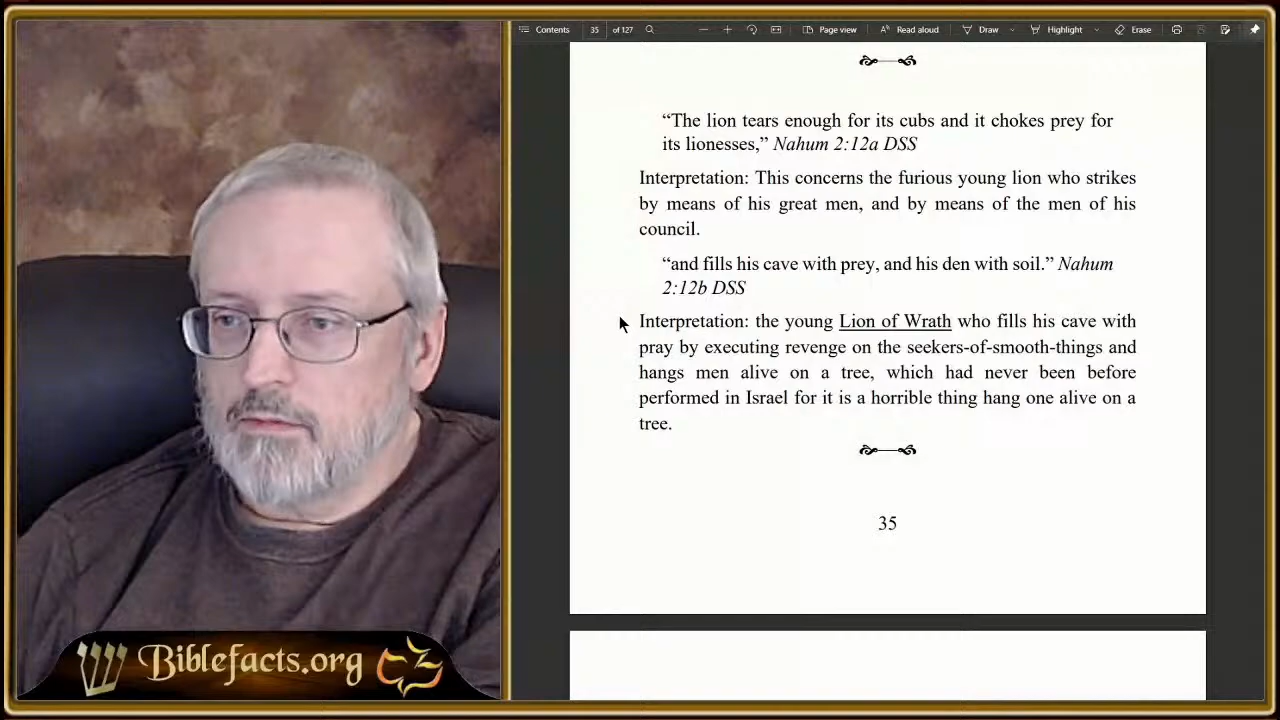 Contents 35 of 127 Page view Read aloud Draw Highlight Erase
“The lion tears enough for its cubs and it chokes prey for
its lionesses,” Nahum 2:12a DSS
Interpretation: This concerns the furious young lion who strikes
by means of his great men, and by means of the men of his
council.
“and fills his cave with prey, and his den with soil.” Nahum
2:12b DSS
Interpretation: the young Lion of Wrath who fills his cave with
pray by executing revenge on the seekers-of-smooth-things and
hangs men alive on a tree, which had never been before
performed in Israel for it is a horrible thing hang one alive on a
tree.
35
Biblefacts.org